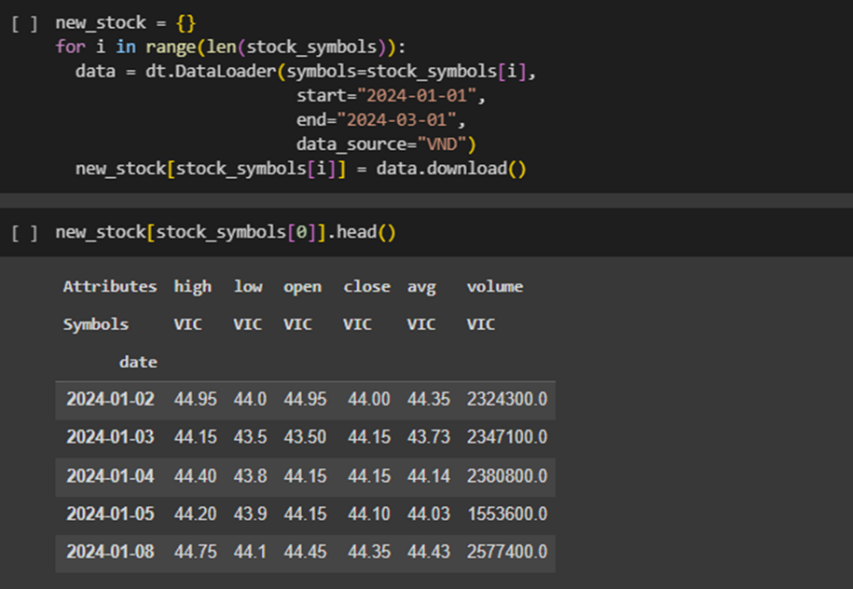 [ ] new_stock = {}
for i in range(len(stock_symbols)):
  data = dt.DataLoader(symbols=stock_symbols[i],
                       start="2024-01-01",
                       end="2024-03-01",
                       data_source="VND")
  new_stock[stock_symbols[i]] = data.download()
[ ] new_stock[stock_symbols[0]].head()
Attributes high low open close avg volume
Symbols VIC VIC VIC VIC VIC VIC
date
2024-01-02 44.95 44.0 44.95 44.00 44.35 2324300.0
2024-01-03 44.15 43.5 43.50 44.15 43.73 2347100.0
2024-01-04 44.40 43.8 44.15 44.15 44.14 2380800.0
2024-01-05 44.20 43.9 44.15 44.10 44.03 1553600.0
2024-01-08 44.75 44.1 44.45 44.35 44.43 2577400.0